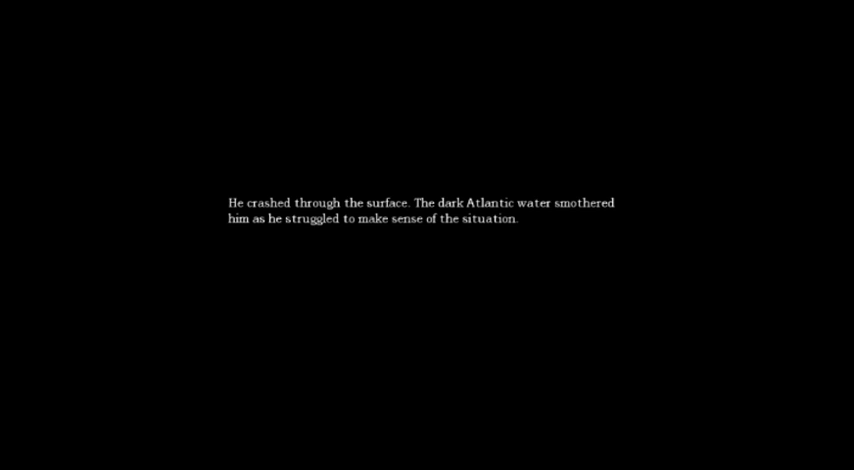 He crashed through the surface. The dark Atlantic water smothered
him as he struggled to make sense of the situation.